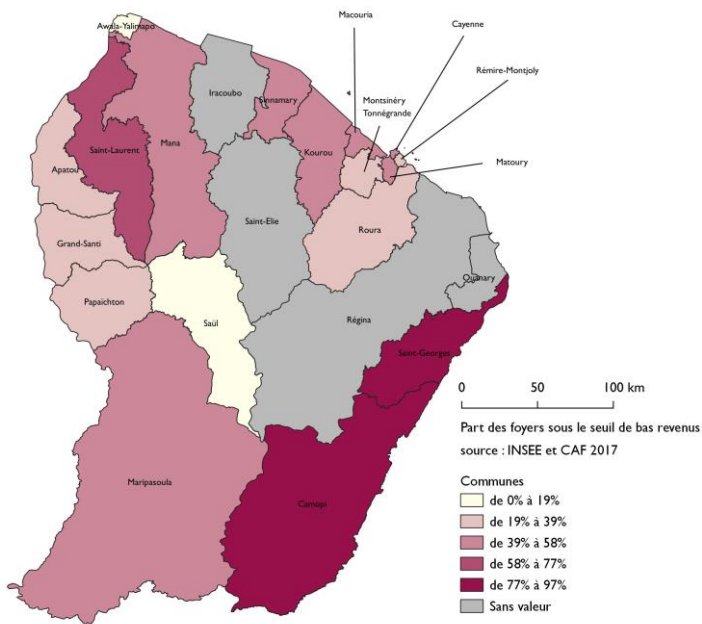 Macouria
Cayenne
Awala-Yalimapo
Rémire-Montjoly
Montsinéry
Tonnégrande
Iracoubo
Sinnamary
Mana
Kourou
Matoury
Saint-Laurent
Apatou
Saint-Elie
Roura
Grand-Santi
Ouanary
Papaïchton
Saül
Régina
Saint-Georges
0 50 100 km
Part des foyers sous le seuil de bas revenus
source : INSEE et CAF 2017
Maripasoula
Camopi
Communes
de 0% à 19%
de 19% à 39%
de 39% à 58%
de 58% à 77%
de 77% à 97%
Sans valeur